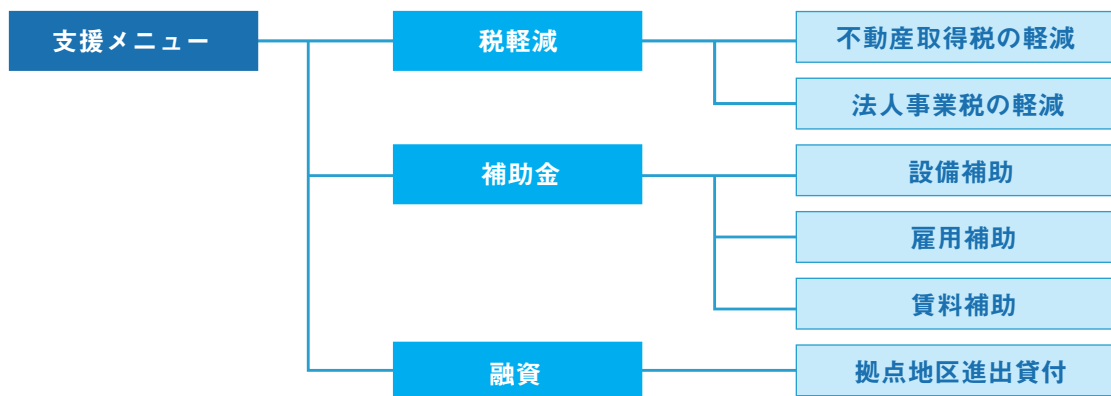 支援メニュー
税軽減
不動産取得税の軽減
法人事業税の軽減
補助金
設備補助
雇用補助
賃料補助
融資
拠点地区進出貸付